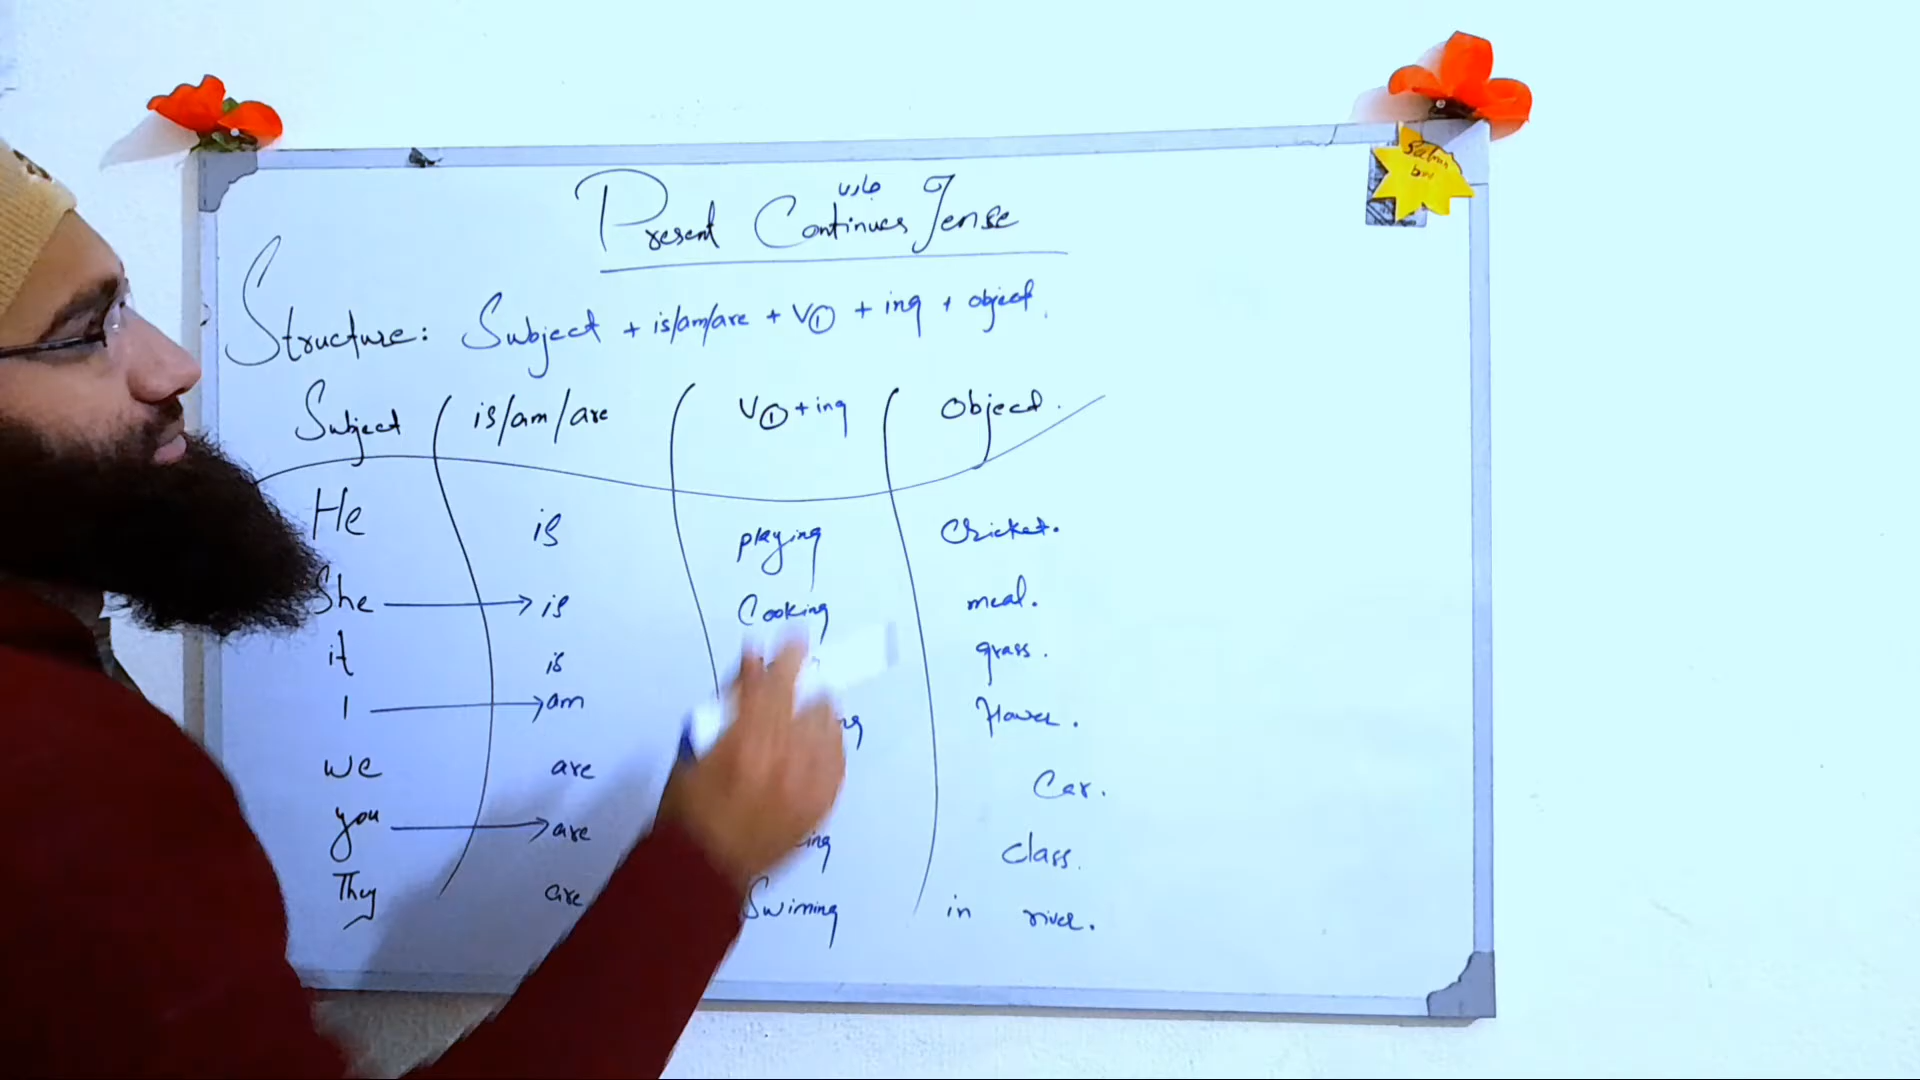 جاری
Present Continues Tense
Structure: Subject + is/am/are + V① + ing + object.
Subject is/am/are V①+ing Object.
He is playing Cricket.
She → is Cooking meal.
it is grass.
I → am ing flower.
we are Car.
you → are ing class.
They are Swiming in river.